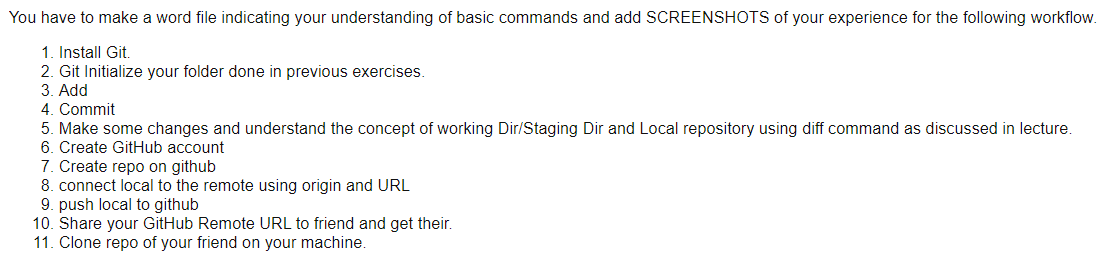 You have to make a word file indicating your understanding of basic commands and add SCREENSHOTS of your experience for the following workflow.
1. Install Git.
2. Git Initialize your folder done in previous exercises.
3. Add
4. Commit
5. Make some changes and understand the concept of working Dir/Staging Dir and Local repository using diff command as discussed in lecture.
6. Create GitHub account
7. Create repo on github
8. connect local to the remote using origin and URL
9. push local to github
10. Share your GitHub Remote URL to friend and get their.
11. Clone repo of your friend on your machine.